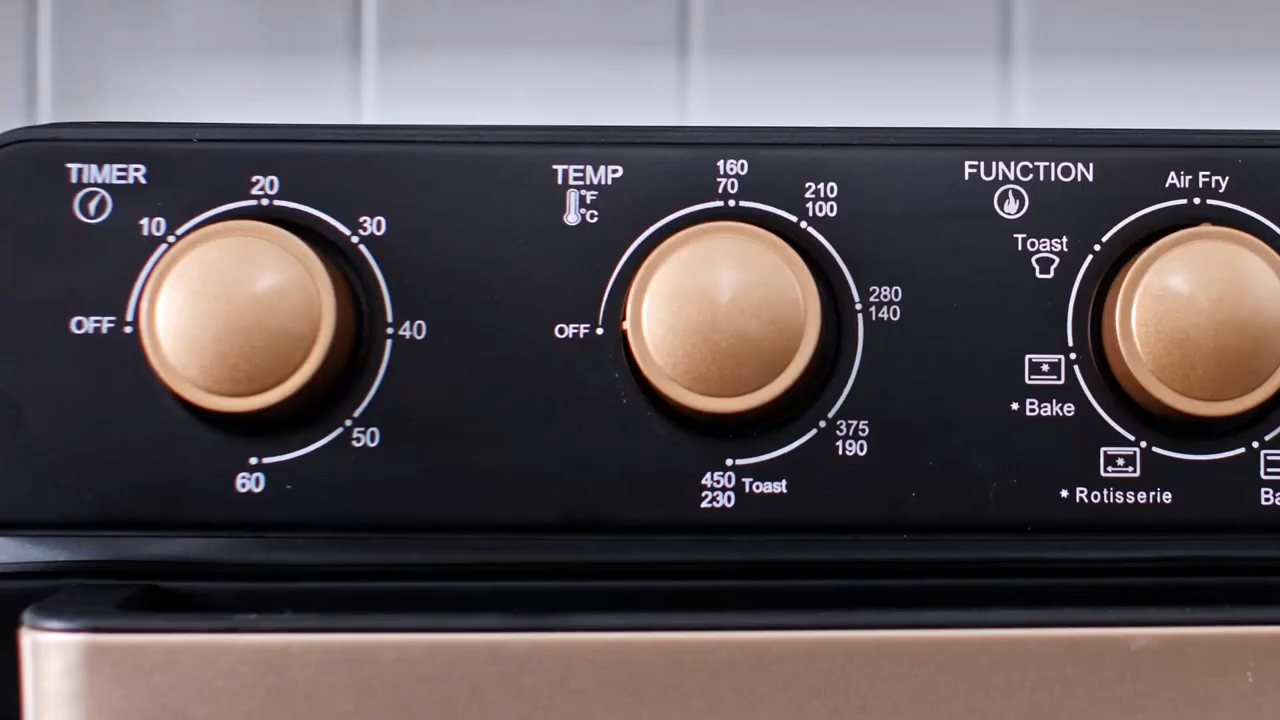 TIMER
20
10
30
OFF
40
50
60
TEMP
°F
°C
160
70
210
100
280
140
OFF
375
190
450
230
Toast
FUNCTION
Air Fry
Toast
* Bake
* Rotisserie
Ba